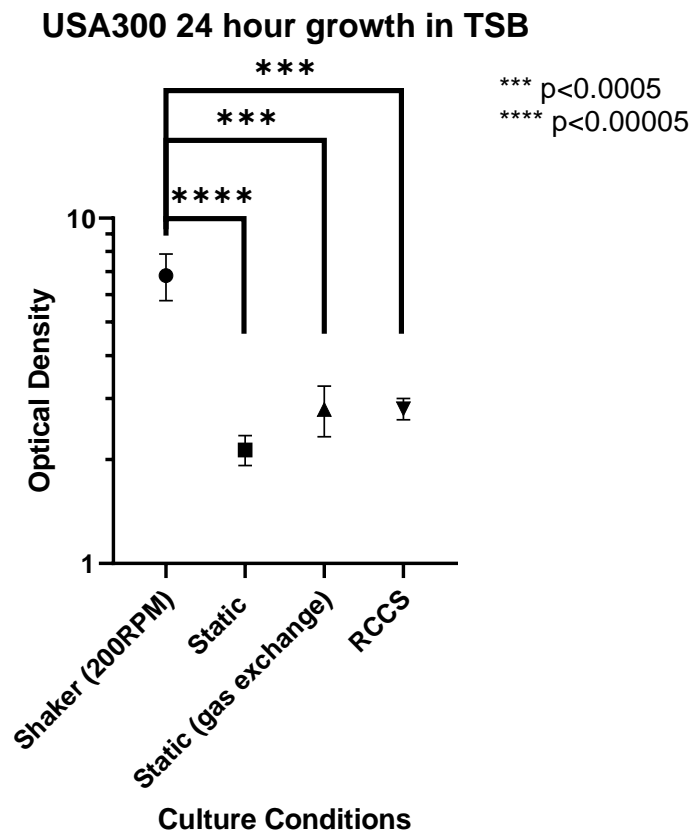 USA300 24 hour growth in TSB
*** p<0.0005
**** p<0.00005
***
***
****
10
1
Optical Density
Shaker (200RPM)
Static
Static (gas exchange)
RCCS
Culture Conditions